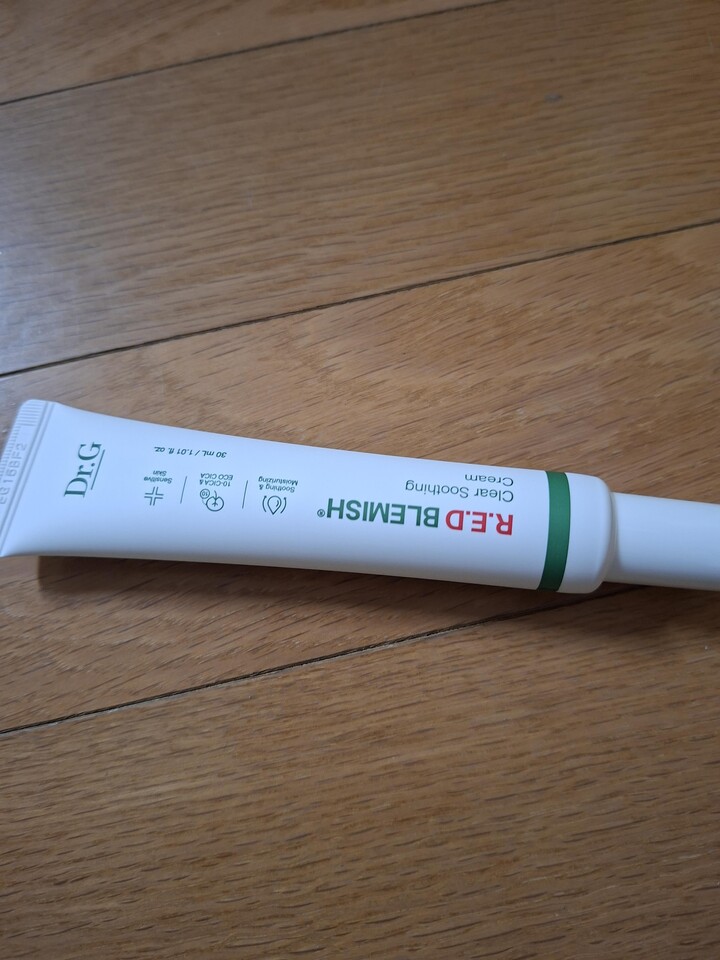 R.E.D BLEMISH®
Clear Soothing
Cream
Soothing &
Moisturizing
10-CICA &
ECO CICA
Sensitive
Skin
30 mL / 1.01 fl. oz.
Dr.G